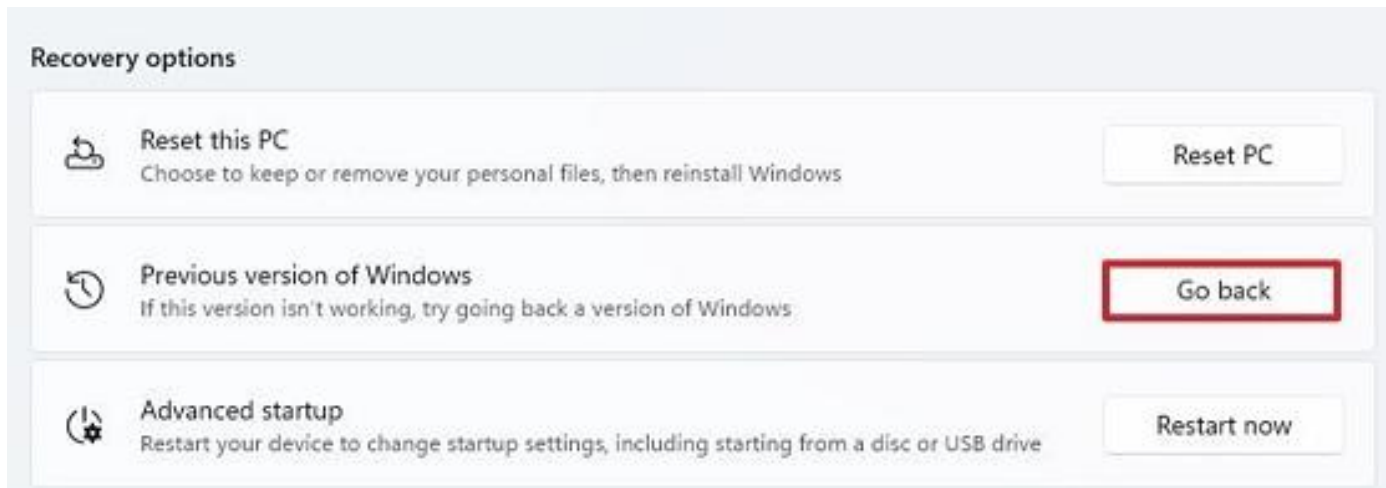 Recovery options
Reset this PC
Choose to keep or remove your personal files, then reinstall Windows
Reset PC
Previous version of Windows
If this version isn't working, try going back a version of Windows
Go back
Advanced startup
Restart your device to change startup settings, including starting from a disc or USB drive
Restart now